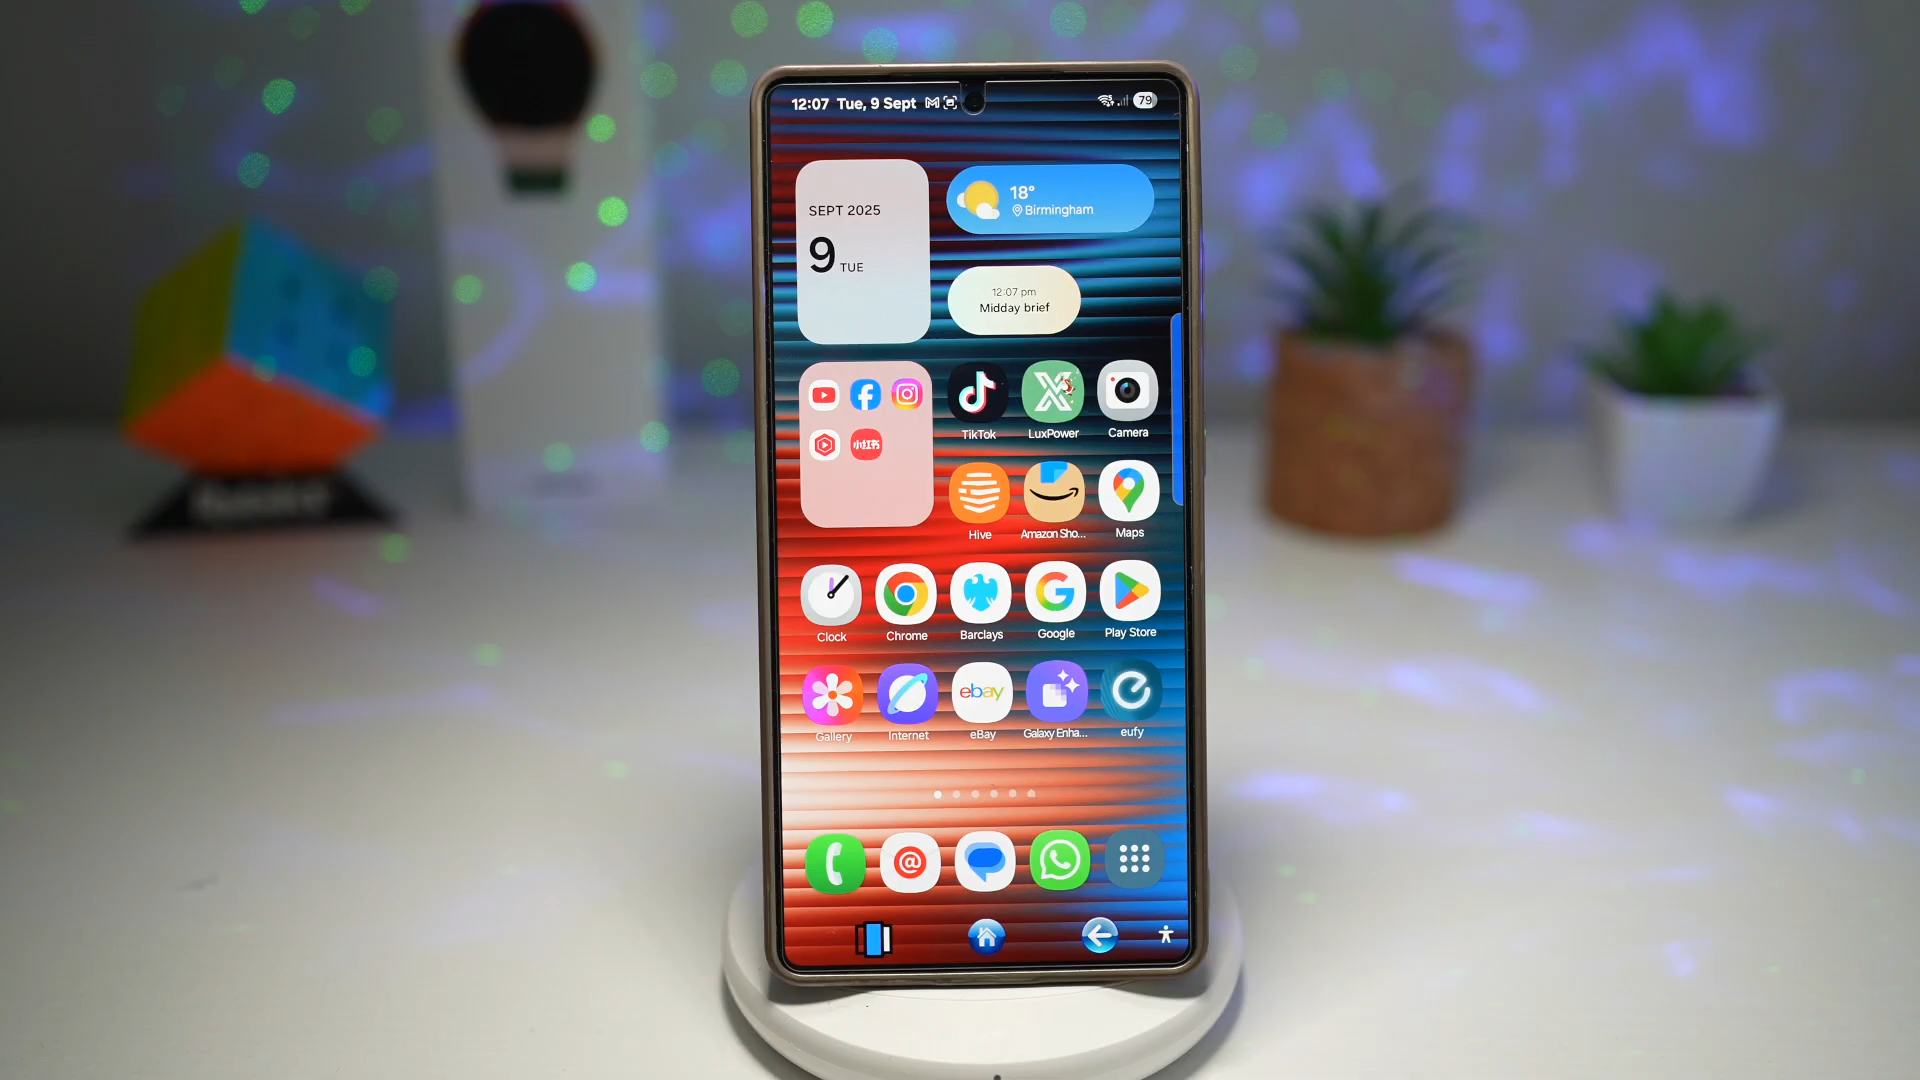 12:07 Tue, 9 Sept
79
SEPT 2025
9 TUE
18°
Birmingham
12:07 pm
Midday brief
小红书
TikTok
LuxPower
Camera
Hive
Amazon Sho...
Maps
Clock
Chrome
Barclays
Google
Play Store
ebay
Gallery
Internet
eBay
Galaxy Enha...
eufy